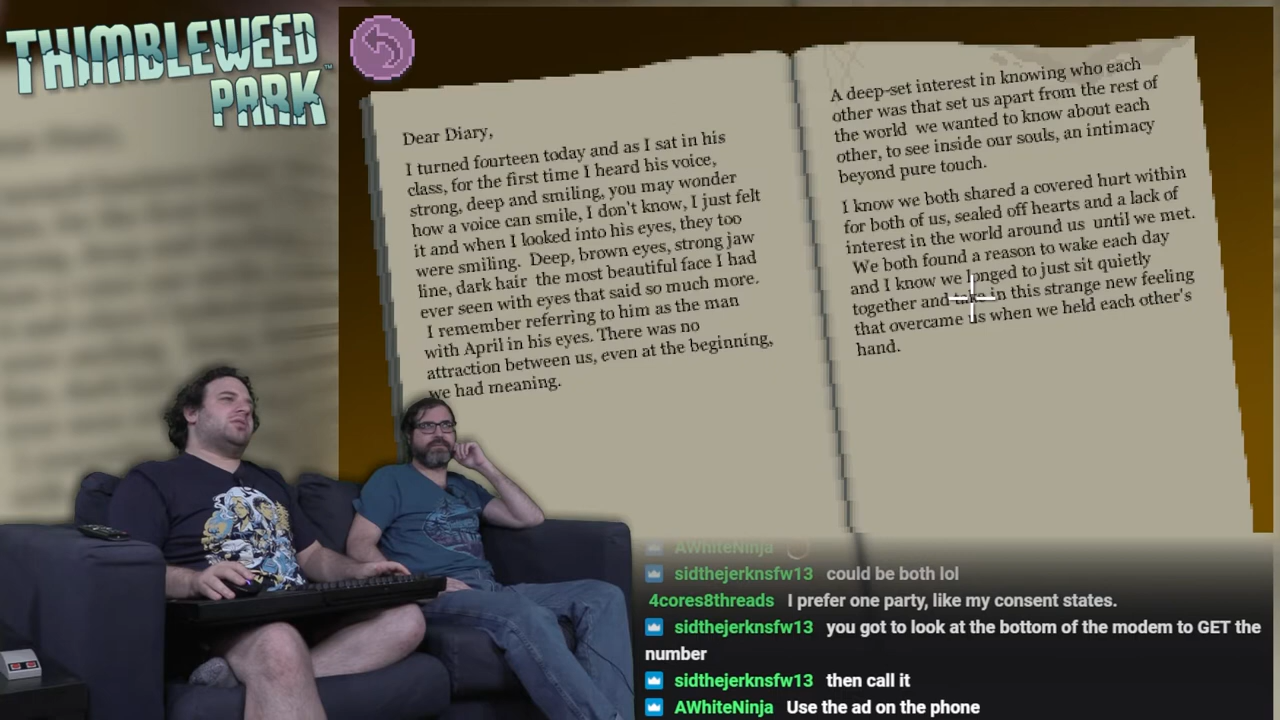 THIMBLEWEED
PARK™
Dear Diary,
I turned fourteen today and as I sat in his
class, for the first time I heard his voice,
strong, deep and smiling, you may wonder
how a voice can smile, I don't know, I just felt
it and when I looked into his eyes, they too
were smiling. Deep, brown eyes, strong jaw
line, dark hair the most beautiful face I had
ever seen with eyes that said so much more.
I remember referring to him as the man
with April in his eyes. There was no
attraction between us, even at the beginning,
we had meaning.
A deep-set interest in knowing who each
other was that set us apart from the rest of
the world we wanted to know about each
other, to see inside our souls, an intimacy
beyond pure touch.
I know we both shared a covered hurt within
for both of us, sealed off hearts and a lack of
interest in the world around us until we met.
We both found a reason to wake each day
and I know we longed to just sit quietly
together and take in this strange new feeling
that overcame us when we held each other's
hand.
AWhiteNinja
sidthejerknsfw13 could be both lol
4cores8threads I prefer one party, like my consent states.
sidthejerknsfw13 you got to look at the bottom of the modem to GET the
number
sidthejerknsfw13 then call it
AWhiteNinja Use the ad on the phone